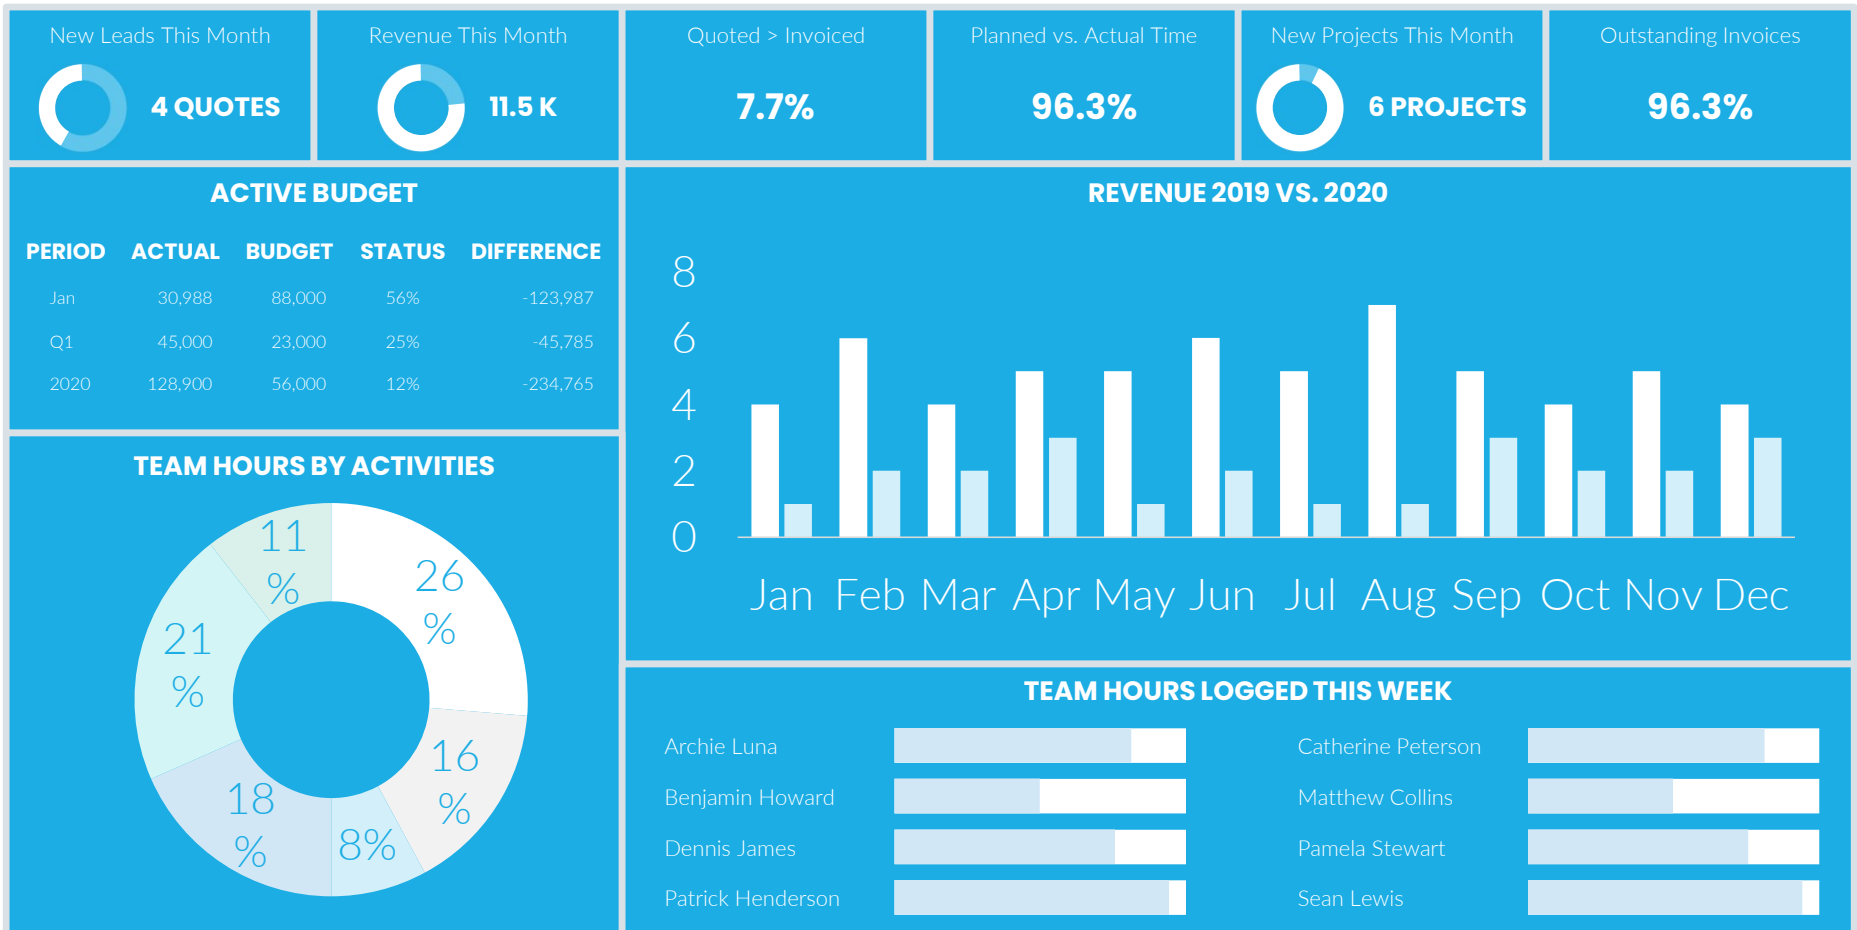 New Leads This Month
4 QUOTES
Revenue This Month
11.5 K
Quoted > Invoiced
7.7%
Planned vs. Actual Time
96.3%
New Projects This Month
6 PROJECTS
Outstanding Invoices
96.3%
ACTIVE BUDGET
PERIOD ACTUAL BUDGET STATUS DIFFERENCE
Jan 30,988 88,000 56% -123,987
Q1 45,000 23,000 25% -45,785
2020 128,900 56,000 12% -234,765
REVENUE 2019 VS. 2020
8
6
4
2
0
Jan Feb Mar Apr May Jun Jul Aug Sep Oct Nov Dec
TEAM HOURS BY ACTIVITIES
11
%
26
%
21
%
16
%
18
%
8%
TEAM HOURS LOGGED THIS WEEK
Archie Luna
Benjamin Howard
Dennis James
Patrick Henderson
Catherine Peterson
Matthew Collins
Pamela Stewart
Sean Lewis